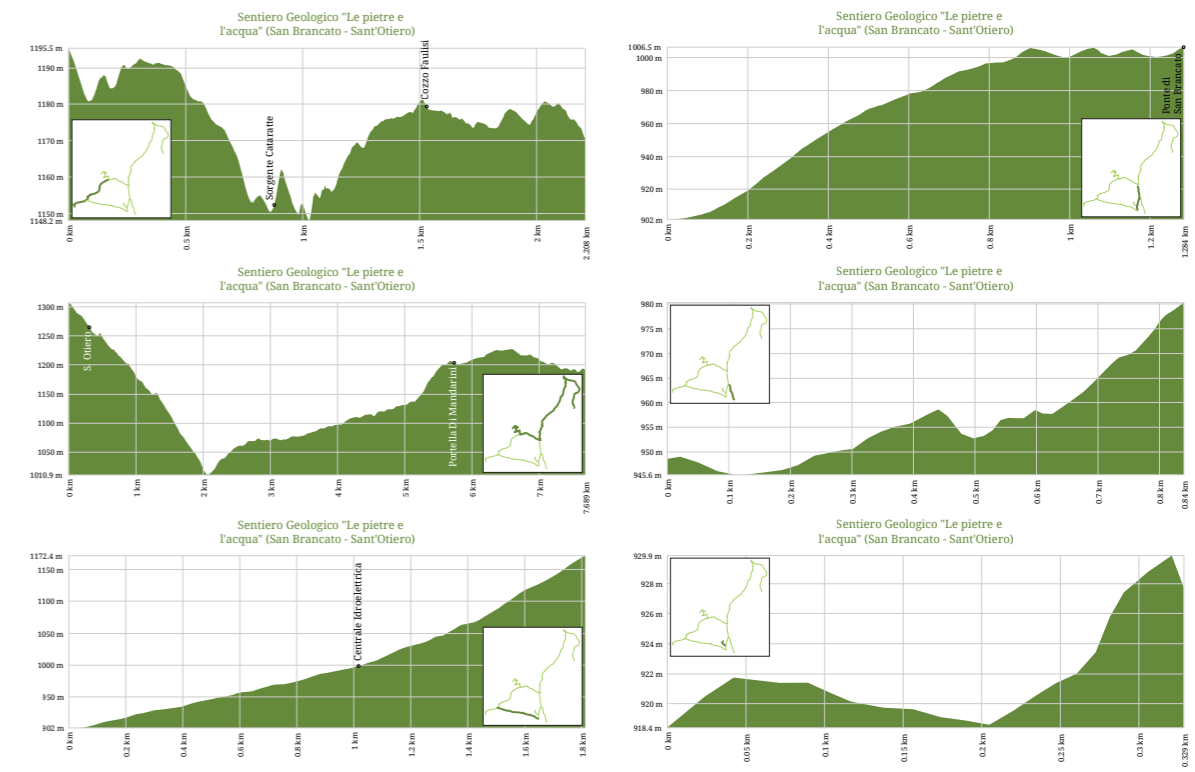 Sentiero Geologico "Le pietre e
l'acqua" (San Brancato - Sant'Otiero)
1195.5 m
1190 m
1180 m
1170 m
1160 m
1150 m
1148.2 m
Sorgente Cataratte
Cozzo Faulisi
0 km
0.5 km
1 km
1.5 km
2 km
2.208 km
Sentiero Geologico "Le pietre e
l'acqua" (San Brancato - Sant'Otiero)
1006.5 m
1000 m
980 m
960 m
940 m
920 m
902 m
Ponte di
San Brancato
0 km
0.2 km
0.4 km
0.6 km
0.8 km
1 km
1.2 km
1.284 km
Sentiero Geologico "Le pietre e
l'acqua" (San Brancato - Sant'Otiero)
1300 m
1250 m
1200 m
1150 m
1100 m
1050 m
1010.9 m
S. Otiero
Portella Di Mandarini
0 km
1 km
2 km
3 km
4 km
5 km
6 km
7 km
7.689 km
Sentiero Geologico "Le pietre e
l'acqua" (San Brancato - Sant'Otiero)
980 m
975 m
970 m
965 m
960 m
955 m
950 m
945.6 m
0 km
0.1 km
0.2 km
0.3 km
0.4 km
0.5 km
0.6 km
0.7 km
0.8 km
0.84 km
Sentiero Geologico "Le pietre e
l'acqua" (San Brancato - Sant'Otiero)
1172.4 m
1150 m
1100 m
1050 m
1000 m
950 m
902 m
Centrale Idroelettrica
0 km
0.2 km
0.4 km
0.6 km
0.8 km
1 km
1.2 km
1.4 km
1.6 km
1.8 km
Sentiero Geologico "Le pietre e
l'acqua" (San Brancato - Sant'Otiero)
929.9 m
928 m
926 m
924 m
922 m
920 m
918.4 m
0 km
0.05 km
0.1 km
0.15 km
0.2 km
0.25 km
0.3 km
0.329 km